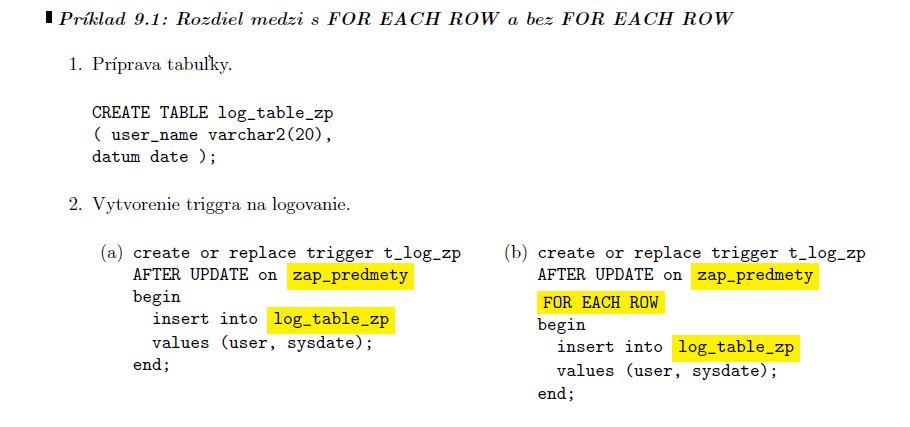 Príklad 9.1: Rozdiel medzi s FOR EACH ROW a bez FOR EACH ROW
1. Príprava tabuľky.
CREATE TABLE log_table_zp
( user_name varchar2(20),
datum date );
2. Vytvorenie triggra na logovanie.
(a) create or replace trigger t_log_zp
AFTER UPDATE on zap_predmety
begin
insert into log_table_zp
values (user, sysdate);
end;
(b) create or replace trigger t_log_zp
AFTER UPDATE on zap_predmety
FOR EACH ROW
begin
insert into log_table_zp
values (user, sysdate);
end;